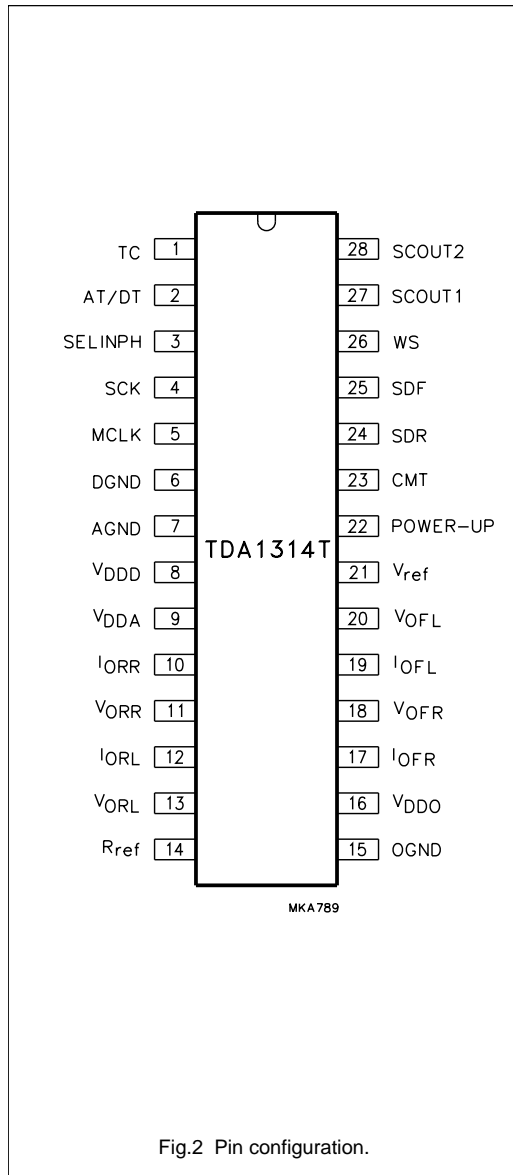 TC 1 28 SCOUT2
AT/DT 2 27 SCOUT1
SELINPH 3 26 WS
SCK 4 25 SDF
MCLK 5 24 SDR
DGND 6 23 CMT
AGND 7 22 POWER-UP
TDA1314T
VDDD 8 21 Vref
VDDA 9 20 VOFL
IORR 10 19 IOFL
VORR 11 18 VOFR
IORL 12 17 IOFR
VORL 13 16 VDDO
Rref 14 15 OGND
MKA789
Fig.2 Pin configuration.